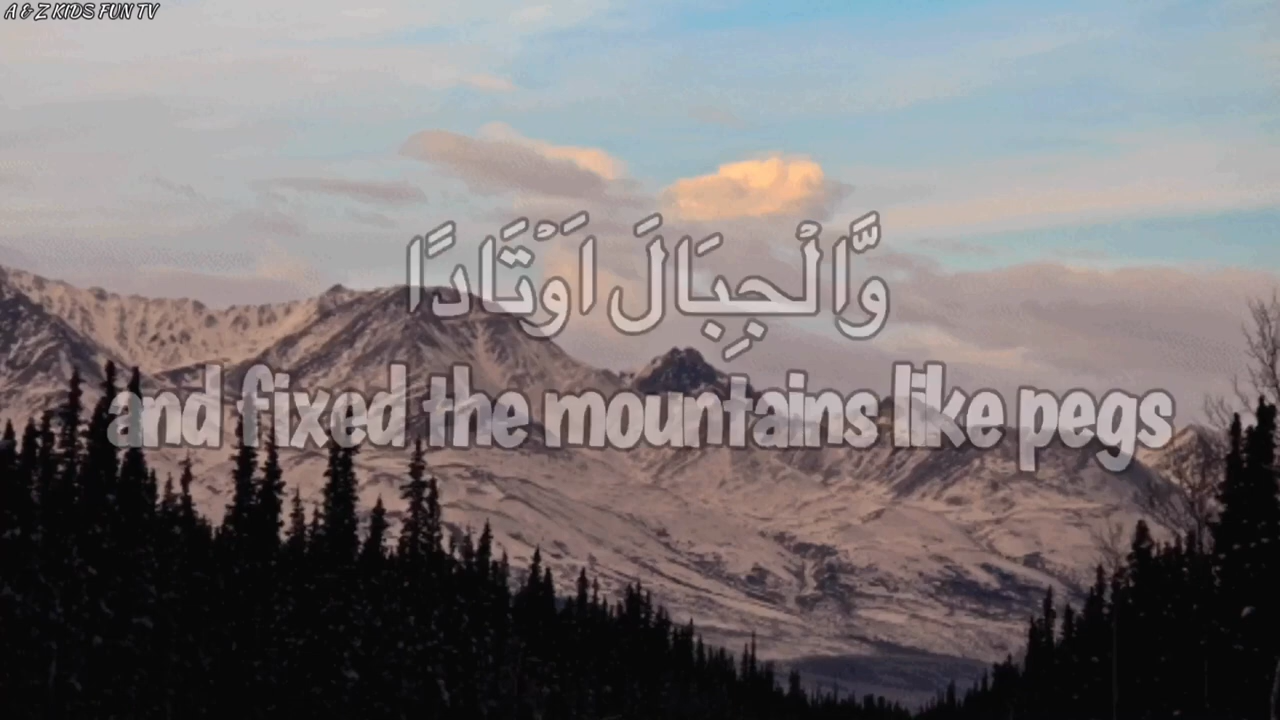 A & Z KIDS FUN TV
وَّالْجِبَالَ اَوْتَادًا
and fixed the mountains like pegs